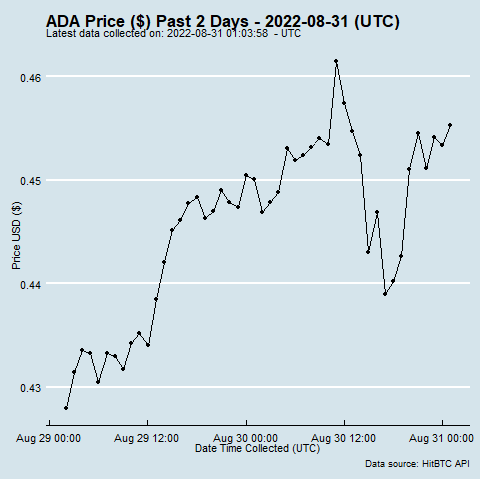 ADA Price ($) Past 2 Days - 2022-08-31 (UTC)
Latest data collected on: 2022-08-31 01:03:58 - UTC
0.46
0.45
0.44
0.43
Price USD ($)
Aug 29 00:00 Aug 29 12:00 Aug 30 00:00 Aug 30 12:00 Aug 31 00:00
Date Time Collected (UTC)
Data source: HitBTC API